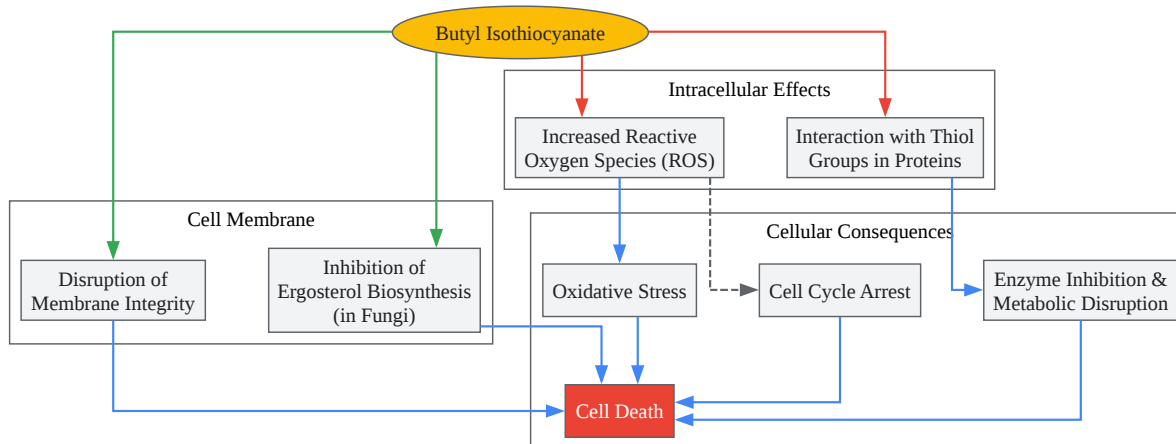 Butyl Isothiocyanate
Intracellular Effects
Increased Reactive
Oxygen Species (ROS)
Interaction with Thiol
Groups in Proteins
Cell Membrane
Disruption of
Membrane Integrity
Inhibition of
Ergosterol Biosynthesis
(in Fungi)
Cellular Consequences
Oxidative Stress
Cell Cycle Arrest
Enzyme Inhibition &
Metabolic Disruption
Cell Death